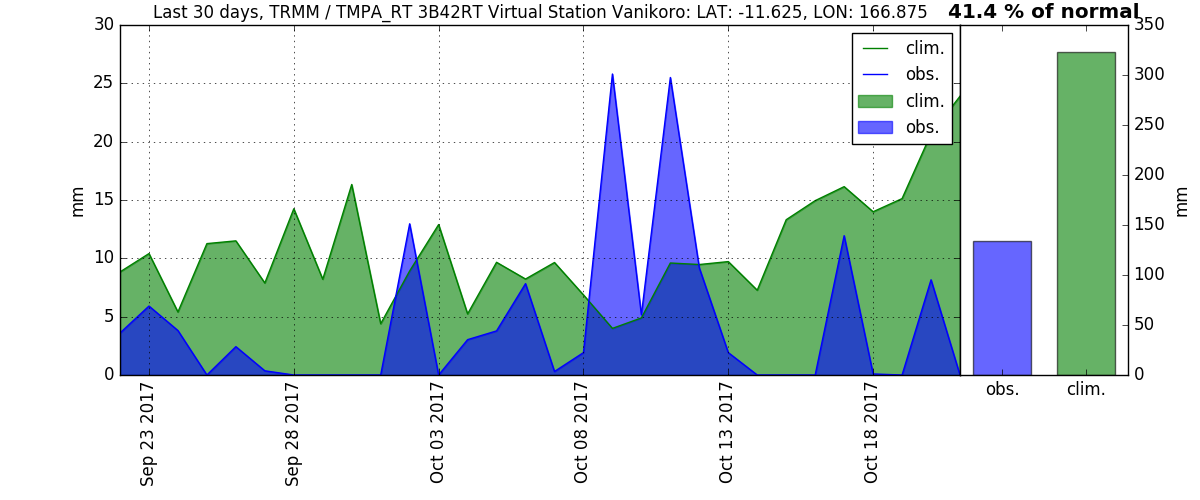 Last 30 days, TRMM / TMPA_RT 3B42RT Virtual Station Vanikoro: LAT: -11.625, LON: 166.875
41.4 % of normal
30
25
20
15
10
5
0
mm
clim.
obs.
clim.
obs.
350
300
250
200
150
100
50
0
mm
Sep 23 2017
Sep 28 2017
Oct 03 2017
Oct 08 2017
Oct 13 2017
Oct 18 2017
obs.
clim.